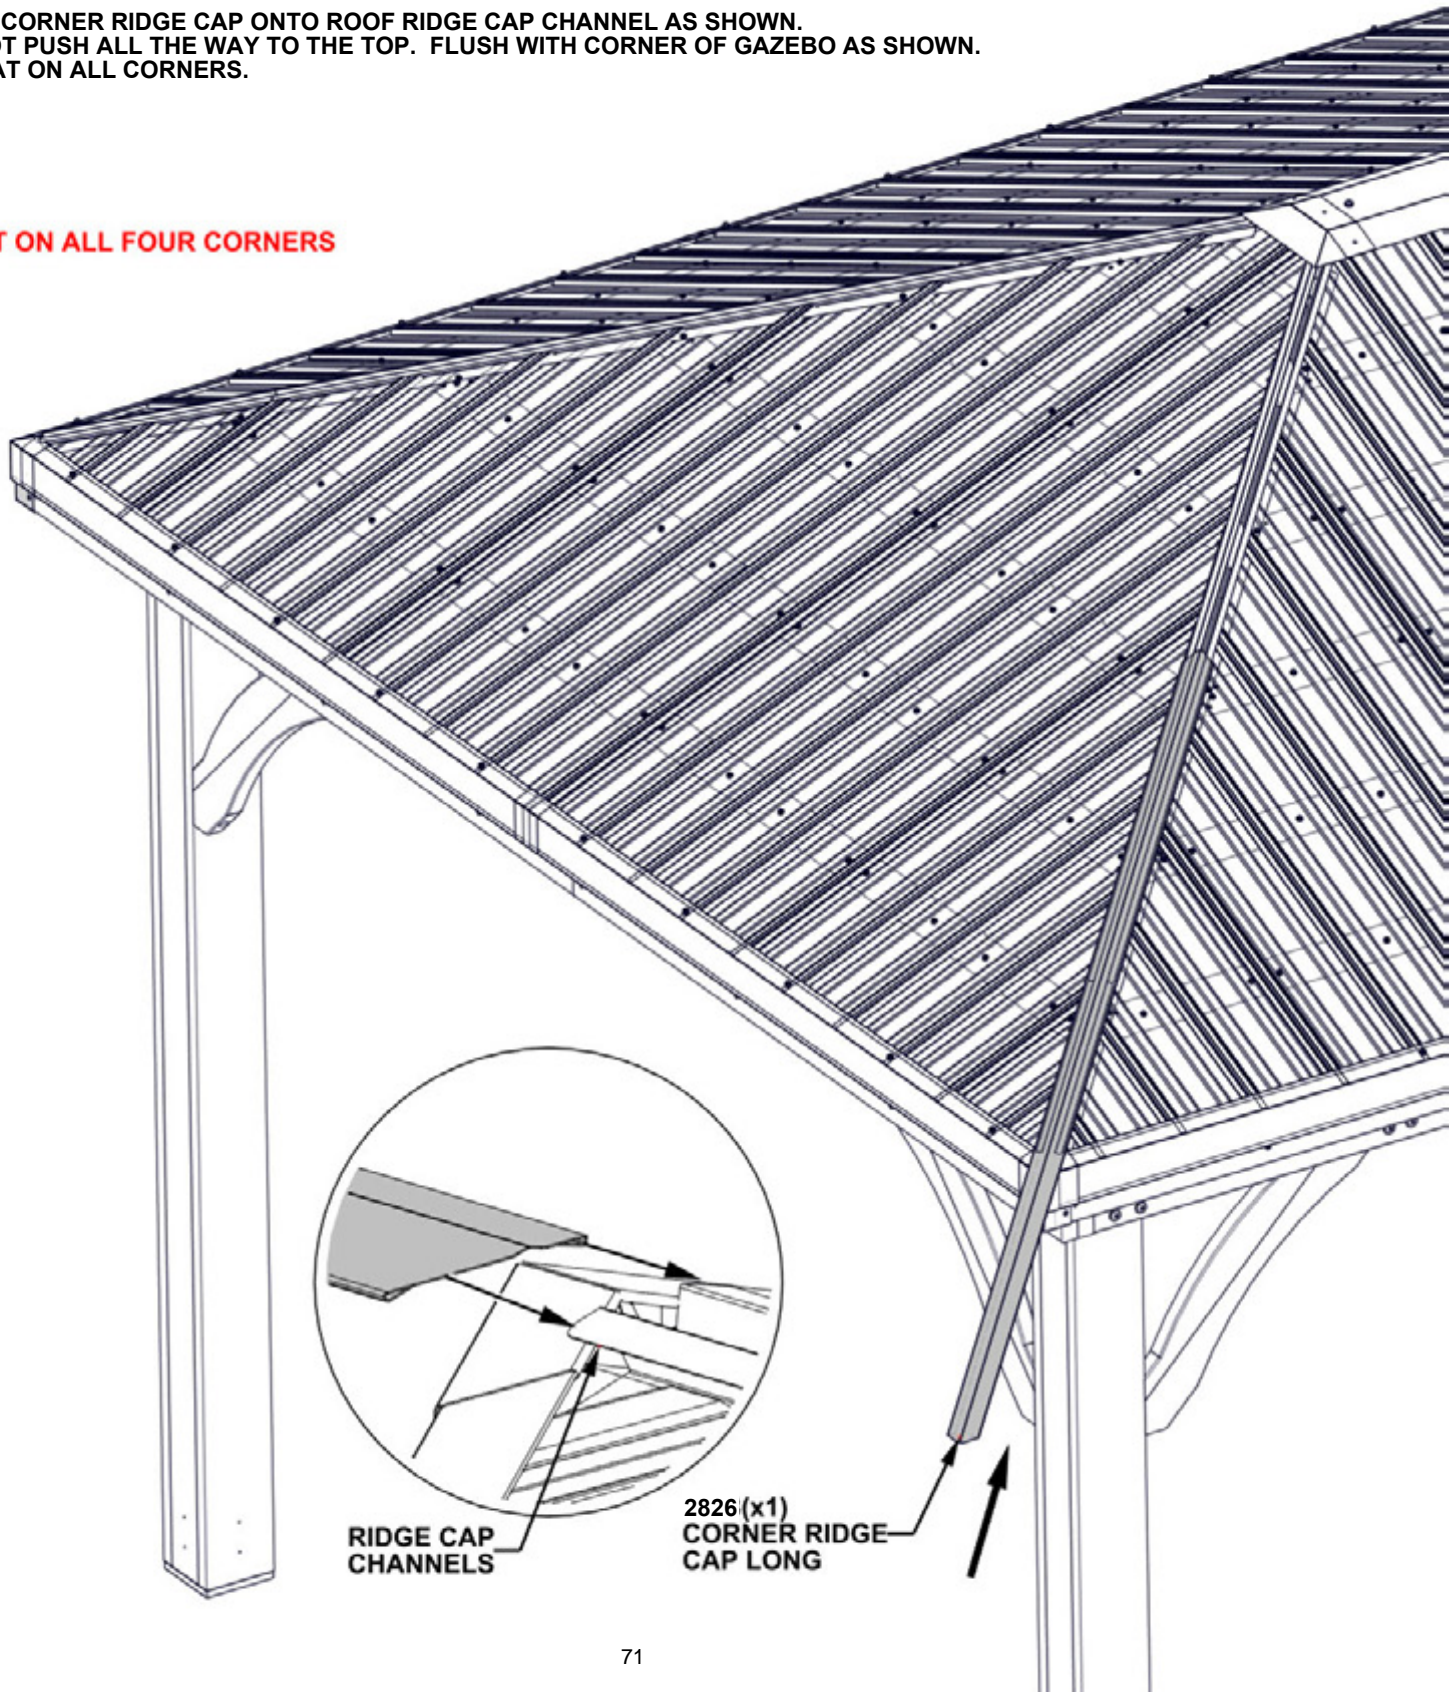 CORNER RIDGE CAP ONTO ROOF RIDGE CAP CHANNEL AS SHOWN.
PUSH ALL THE WAY TO THE TOP. FLUSH WITH CORNER OF GAZEBO AS SHOWN.
ON ALL CORNERS.
ON ALL FOUR CORNERS
2826 (x1)
CORNER RIDGE
CAP LONG
RIDGE CAP
CHANNELS
71